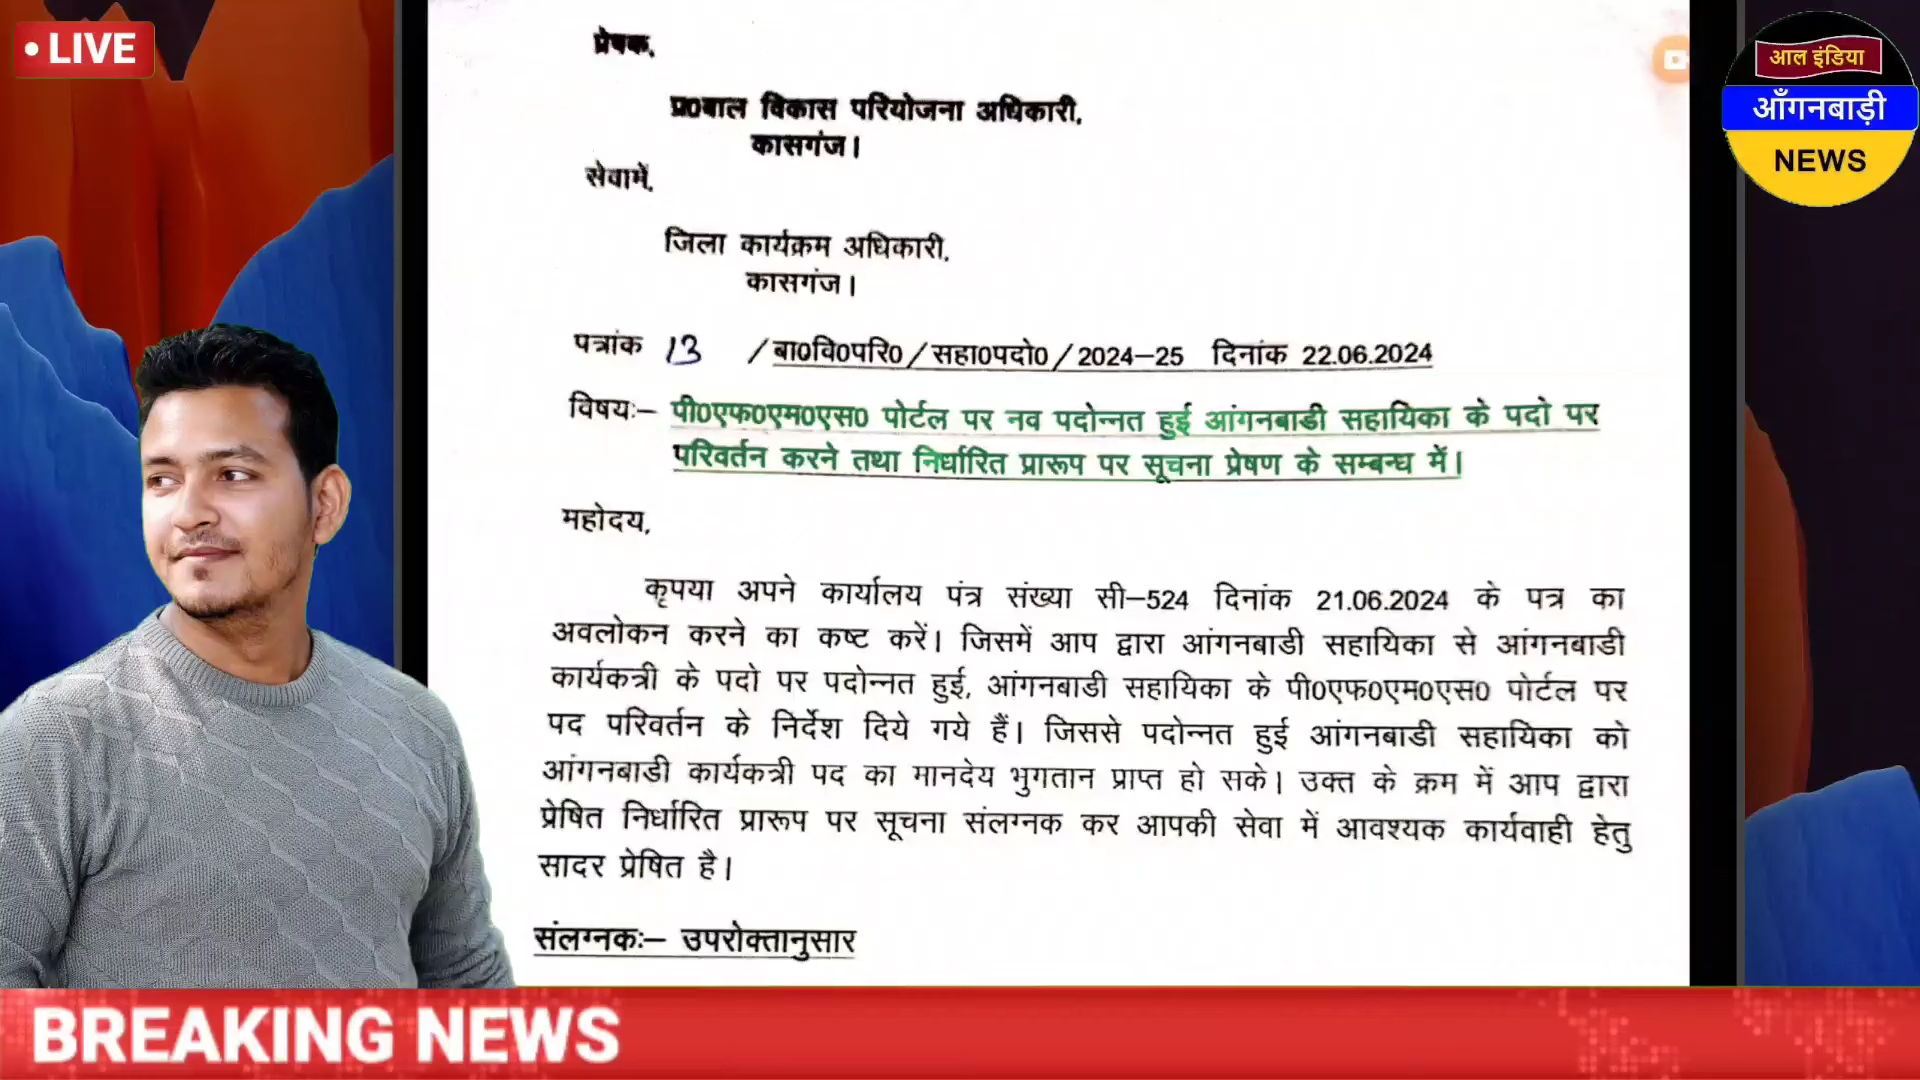 • LIVE
प्रेषक,
प्र0बाल विकास परियोजना अधिकारी,
कासगंज।
सेवामें,
जिला कार्यक्रम अधिकारी,
कासगंज।
पत्रांक 13 /बा0वि0परि0/सहा0पदो0/2024–25 दिनांक 22.06.2024
विषयः– पी0एफ0एम0एस0 पोर्टल पर नव पदोन्नत हुई आंगनबाडी सहायिका के पदो पर
परिवर्तन करने तथा निर्धारित प्रारूप पर सूचना प्रेषण के सम्बन्ध में।
महोदय,
कृपया अपने कार्यालय पंत्र संख्या सी–524 दिनांक 21.06.2024 के पत्र का
अवलोकन करने का कष्ट करें। जिसमें आप द्वारा आंगनबाडी सहायिका से आंगनबाडी
कार्यकत्री के पदो पर पदोन्नत हुई, आंगनबाडी सहायिका के पी0एफ0एम0एस0 पोर्टल पर
पद परिवर्तन के निर्देश दिये गये हैं। जिससे पदोन्नत हुई आंगनबाडी सहायिका को
आंगनबाडी कार्यकत्री पद का मानदेय भुगतान प्राप्त हो सके। उक्त के क्रम में आप द्वारा
प्रेषित निर्धारित प्रारूप पर सूचना संलग्नक कर आपकी सेवा में आवश्यक कार्यवाही हेतु
सादर प्रेषित है।
संलग्नकः– उपरोक्तानुसार
आल इंडिया
आँगनबाड़ी
NEWS
BREAKING NEWS